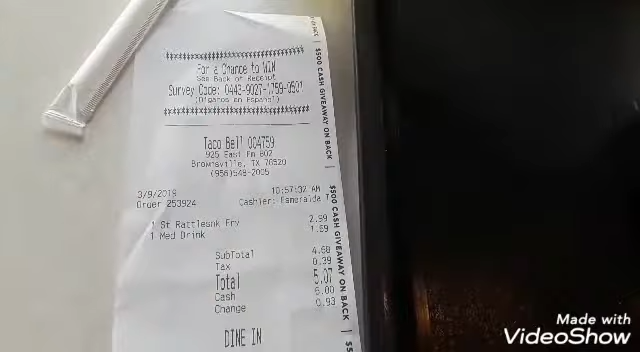 For a Chance to WIN
See Back of Receipt
Survey Code: 0443-9027-1759-0501
(Díganos en Español)
Taco Bell 004759
925 East Fm 802
Brownsville, TX 78520
(956)548-2005
3/9/2019 10:57:32 AM
Order 253924 Cashier: Esmeralda
1 St Rattlesnk Fry 2.99
1 Med Drink 1.69
SubTotal 4.68
Tax 0.39
Total 5.07
Cash 6.00
Change 0.93
DINE IN
$500 CASH GIVEAWAY ON BACK
$500 CASH GIVEAWAY ON BACK
Made with
VideoShow